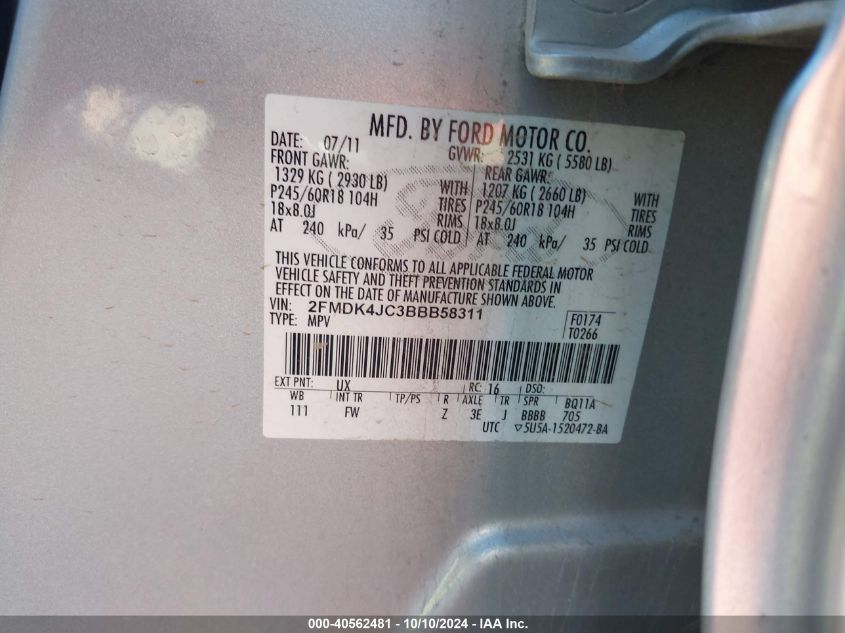 MFD. BY FORD MOTOR CO.
DATE: 07/11 GVWR: 2531 KG ( 5580 LB)
FRONT GAWR: REAR GAWR:
1329 KG ( 2930 LB) WITH 1207 KG ( 2660 LB) WITH
P245/60R18 104H TIRES P245/60R18 104H TIRES
18x8.0J RIMS 18x8.0J RIMS
AT 240 kPa/ 35 PSI COLD AT 240 kPa/ 35 PSI COLD
THIS VEHICLE CONFORMS TO ALL APPLICABLE FEDERAL MOTOR
VEHICLE SAFETY AND THEFT PREVENTION STANDARDS IN
EFFECT ON THE DATE OF MANUFACTURE SHOWN ABOVE.
VIN: 2FMDK4JC3BBB58311
TYPE: MPV
F0174
T0266
EXT PNT: UX RC: 16 DSO:
WB INT TR TP/PS R AXLE TR SPR BQ11A
111 FW Z 3E J BBBB 705
UTC ▽5U5A-1520472-BA
000-40562481 - 10/10/2024 - IAA Inc.